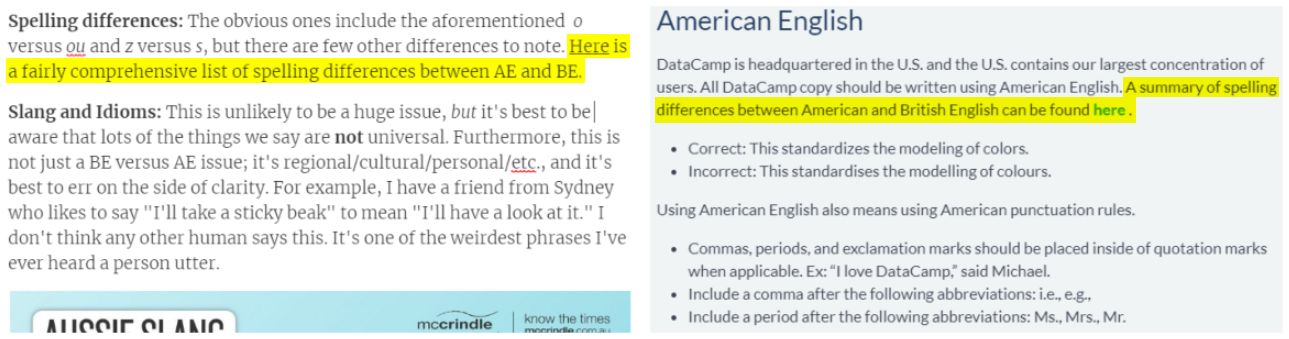 Spelling differences: The obvious ones include the aforementioned o
versus ou and z versus s, but there are few other differences to note. Here is
a fairly comprehensive list of spelling differences between AE and BE.
Slang and Idioms: This is unlikely to be a huge issue, but it's best to be
aware that lots of the things we say are not universal. Furthermore, this is
not just a BE versus AE issue; it's regional/cultural/personal/etc., and it's
best to err on the side of clarity. For example, I have a friend from Sydney
who likes to say "I'll take a sticky beak" to mean "I'll have a look at it." I
don't think any other human says this. It's one of the weirdest phrases I've
ever heard a person utter.
AUSSIE SLANG
mccrindle
know the times
mccrindle.com.au
American English
DataCamp is headquartered in the U.S. and the U.S. contains our largest concentration of
users. All DataCamp copy should be written using American English. A summary of spelling
differences between American and British English can be found here .
• Correct: This standardizes the modeling of colors.
• Incorrect: This standardises the modelling of colours.
Using American English also means using American punctuation rules.
• Commas, periods, and exclamation marks should be placed inside of quotation marks
when applicable. Ex: “I love DataCamp,” said Michael.
• Include a comma after the following abbreviations: i.e., e.g.,
• Include a period after the following abbreviations: Ms., Mrs., Mr.